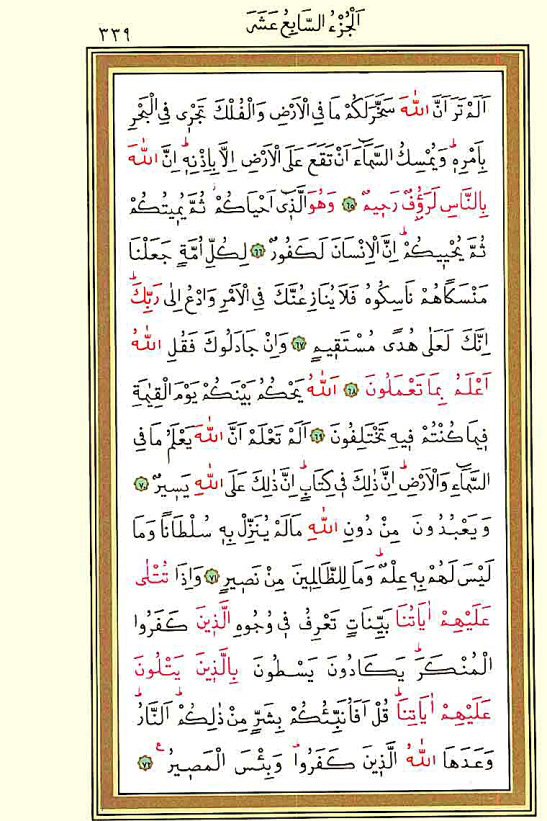 اَلْجُزْءُ السَّابِعُ عَشَرَ
٣٣٩
اَلَمْ تَرَ اَنَّ اللّٰهَ سَخَّرَ لَكُمْ مَا فِى الْاَرْضِ وَالْفُلْكَ تَجْرٖى فِى الْبَحْرِ
بِاَمْرِهٖۜ وَيُمْسِكُ السَّمَٓاءَ اَنْ تَقَعَ عَلَى الْاَرْضِ اِلَّا بِاِذْنِهٖۜ اِنَّ اللّٰهَ
بِالنَّاسِ لَرَؤُ۫فٌ رَحٖيمٌ ﴿٦٥﴾ وَهُوَ الَّذٖٓى اَحْيَاكُمْؗ ثُمَّ يُمٖيتُكُمْ
ثُمَّ يُحْيٖيكُمْؕ اِنَّ الْاِنْسَانَ لَكَفُورٌ ﴿٦٦﴾ لِكُلِّ اُمَّةٍ جَعَلْنَا
مَنْسَكًا هُمْ نَاسِكُوهُ فَلَا يُنَازِعُنَّكَ فِى الْاَمْرِ وَادْعُ اِلٰى رَبِّكَؕ
اِنَّكَ لَعَلٰى هُدًى مُسْتَقٖيمٍ ﴿٦٧﴾ وَاِنْ جَادَلُوكَ فَقُلِ اللّٰهُ
اَعْلَمُ بِمَا تَعْمَلُونَ ﴿٦٨﴾ اَللّٰهُ يَحْكُمُ بَيْنَكُمْ يَوْمَ الْقِيٰمَةِ
فٖيمَا كُنْتُمْ فٖيهِ تَخْتَلِفُونَ ﴿٦٩﴾ اَلَمْ تَعْلَمْ اَنَّ اللّٰهَ يَعْلَمُ مَا فِى
السَّمَٓاءِ وَالْاَرْضِؕ اِنَّ ذٰلِكَ فٖى كِتَابٍؕ اِنَّ ذٰلِكَ عَلَى اللّٰهِ يَسٖيرٌ ﴿٧٠﴾
وَيَعْبُدُونَ مِنْ دُونِ اللّٰهِ مَا لَمْ يُنَزِّلْ بِهٖ سُلْطَانًا وَمَا
لَيْسَ لَهُمْ بِهٖ عِلْمٌؕ وَمَا لِلظَّالِمٖينَ مِنْ نَصٖيرٍ ﴿٧١﴾ وَاِذَا تُتْلٰى
عَلَيْهِمْ اٰيَاتُنَا بَيِّنَاتٍ تَعْرِفُ فٖى وُجُوهِ الَّذٖينَ كَفَرُوا
الْمُنْكَرَؕ يَكَادُونَ يَسْطُونَ بِالَّذٖينَ يَتْلُونَ
عَلَيْهِمْ اٰيَاتِنَاؕ قُلْ اَفَاُنَبِّئُكُمْ بِشَرٍّ مِنْ ذٰلِكُمْؕ اَلنَّارُؕ
وَعَدَهَا اللّٰهُ الَّذٖينَ كَفَرُواؕ وَبِئْسَ الْمَصٖيرُ ع ﴿٧٢﴾